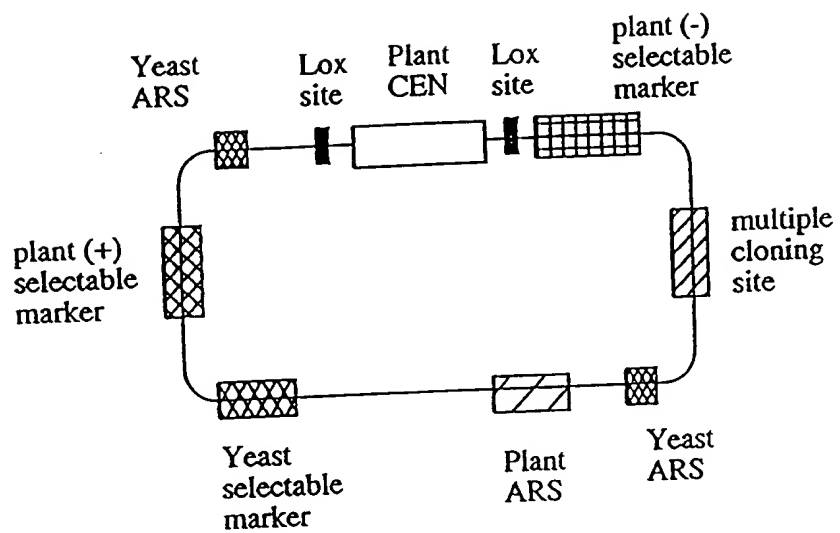 Yeast
ARS
Lox
site
Plant
CEN
Lox
site
plant (-)
selectable
marker
plant (+)
selectable
marker
multiple
cloning
site
Yeast
selectable
marker
Plant
ARS
Yeast
ARS